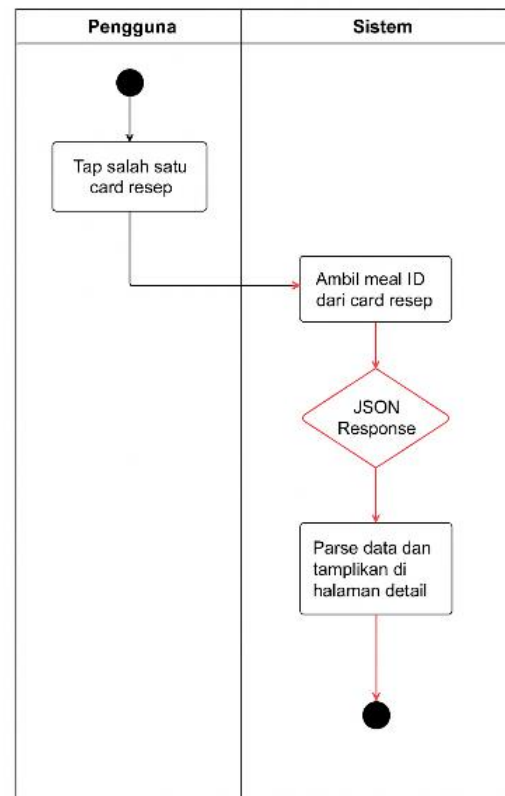 Pengguna
Sistem
Tap salah satu
card resep
Ambil meal ID
dari card resep
JSON
Response
Parse data dan
tamplikan di
halaman detail